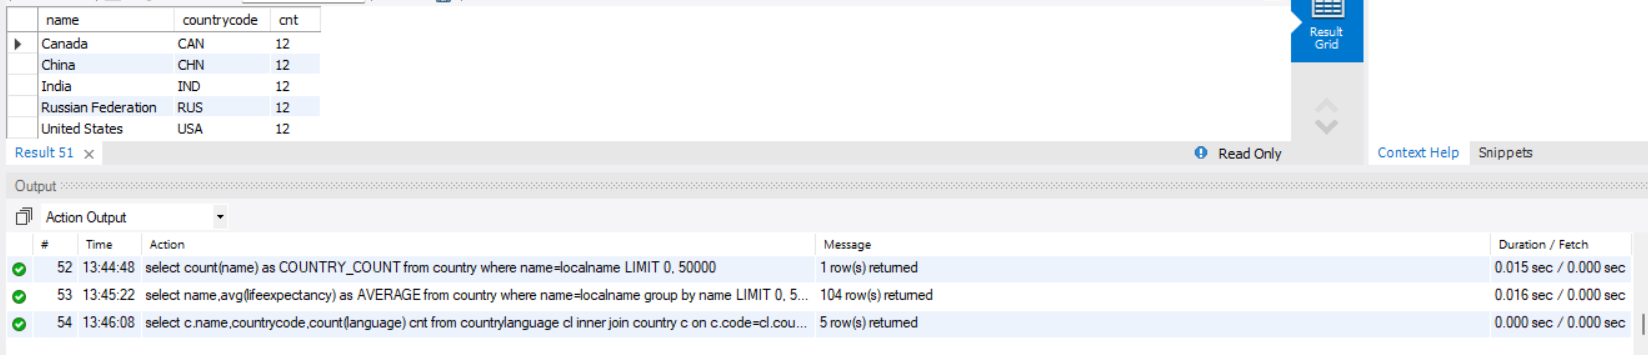 name countrycode cnt
Canada CAN 12
China CHN 12
India IND 12
Russian Federation RUS 12
United States USA 12
Result Grid
Result 51
Read Only
Context Help Snippets
Output
Action Output
# Time Action Message Duration / Fetch
52 13:44:48 select count(name) as COUNTRY_COUNT from country where name=localname LIMIT 0, 50000 1 row(s) returned 0.015 sec / 0.000 sec
53 13:45:22 select name,avg(lifeexpectancy) as AVERAGE from country where name=localname group by name LIMIT 0, 5... 104 row(s) returned 0.016 sec / 0.000 sec
54 13:46:08 select c.name,countrycode,count(language) cnt from countrylanguage cl inner join country c on c.code=cl.cou... 5 row(s) returned 0.000 sec / 0.000 sec